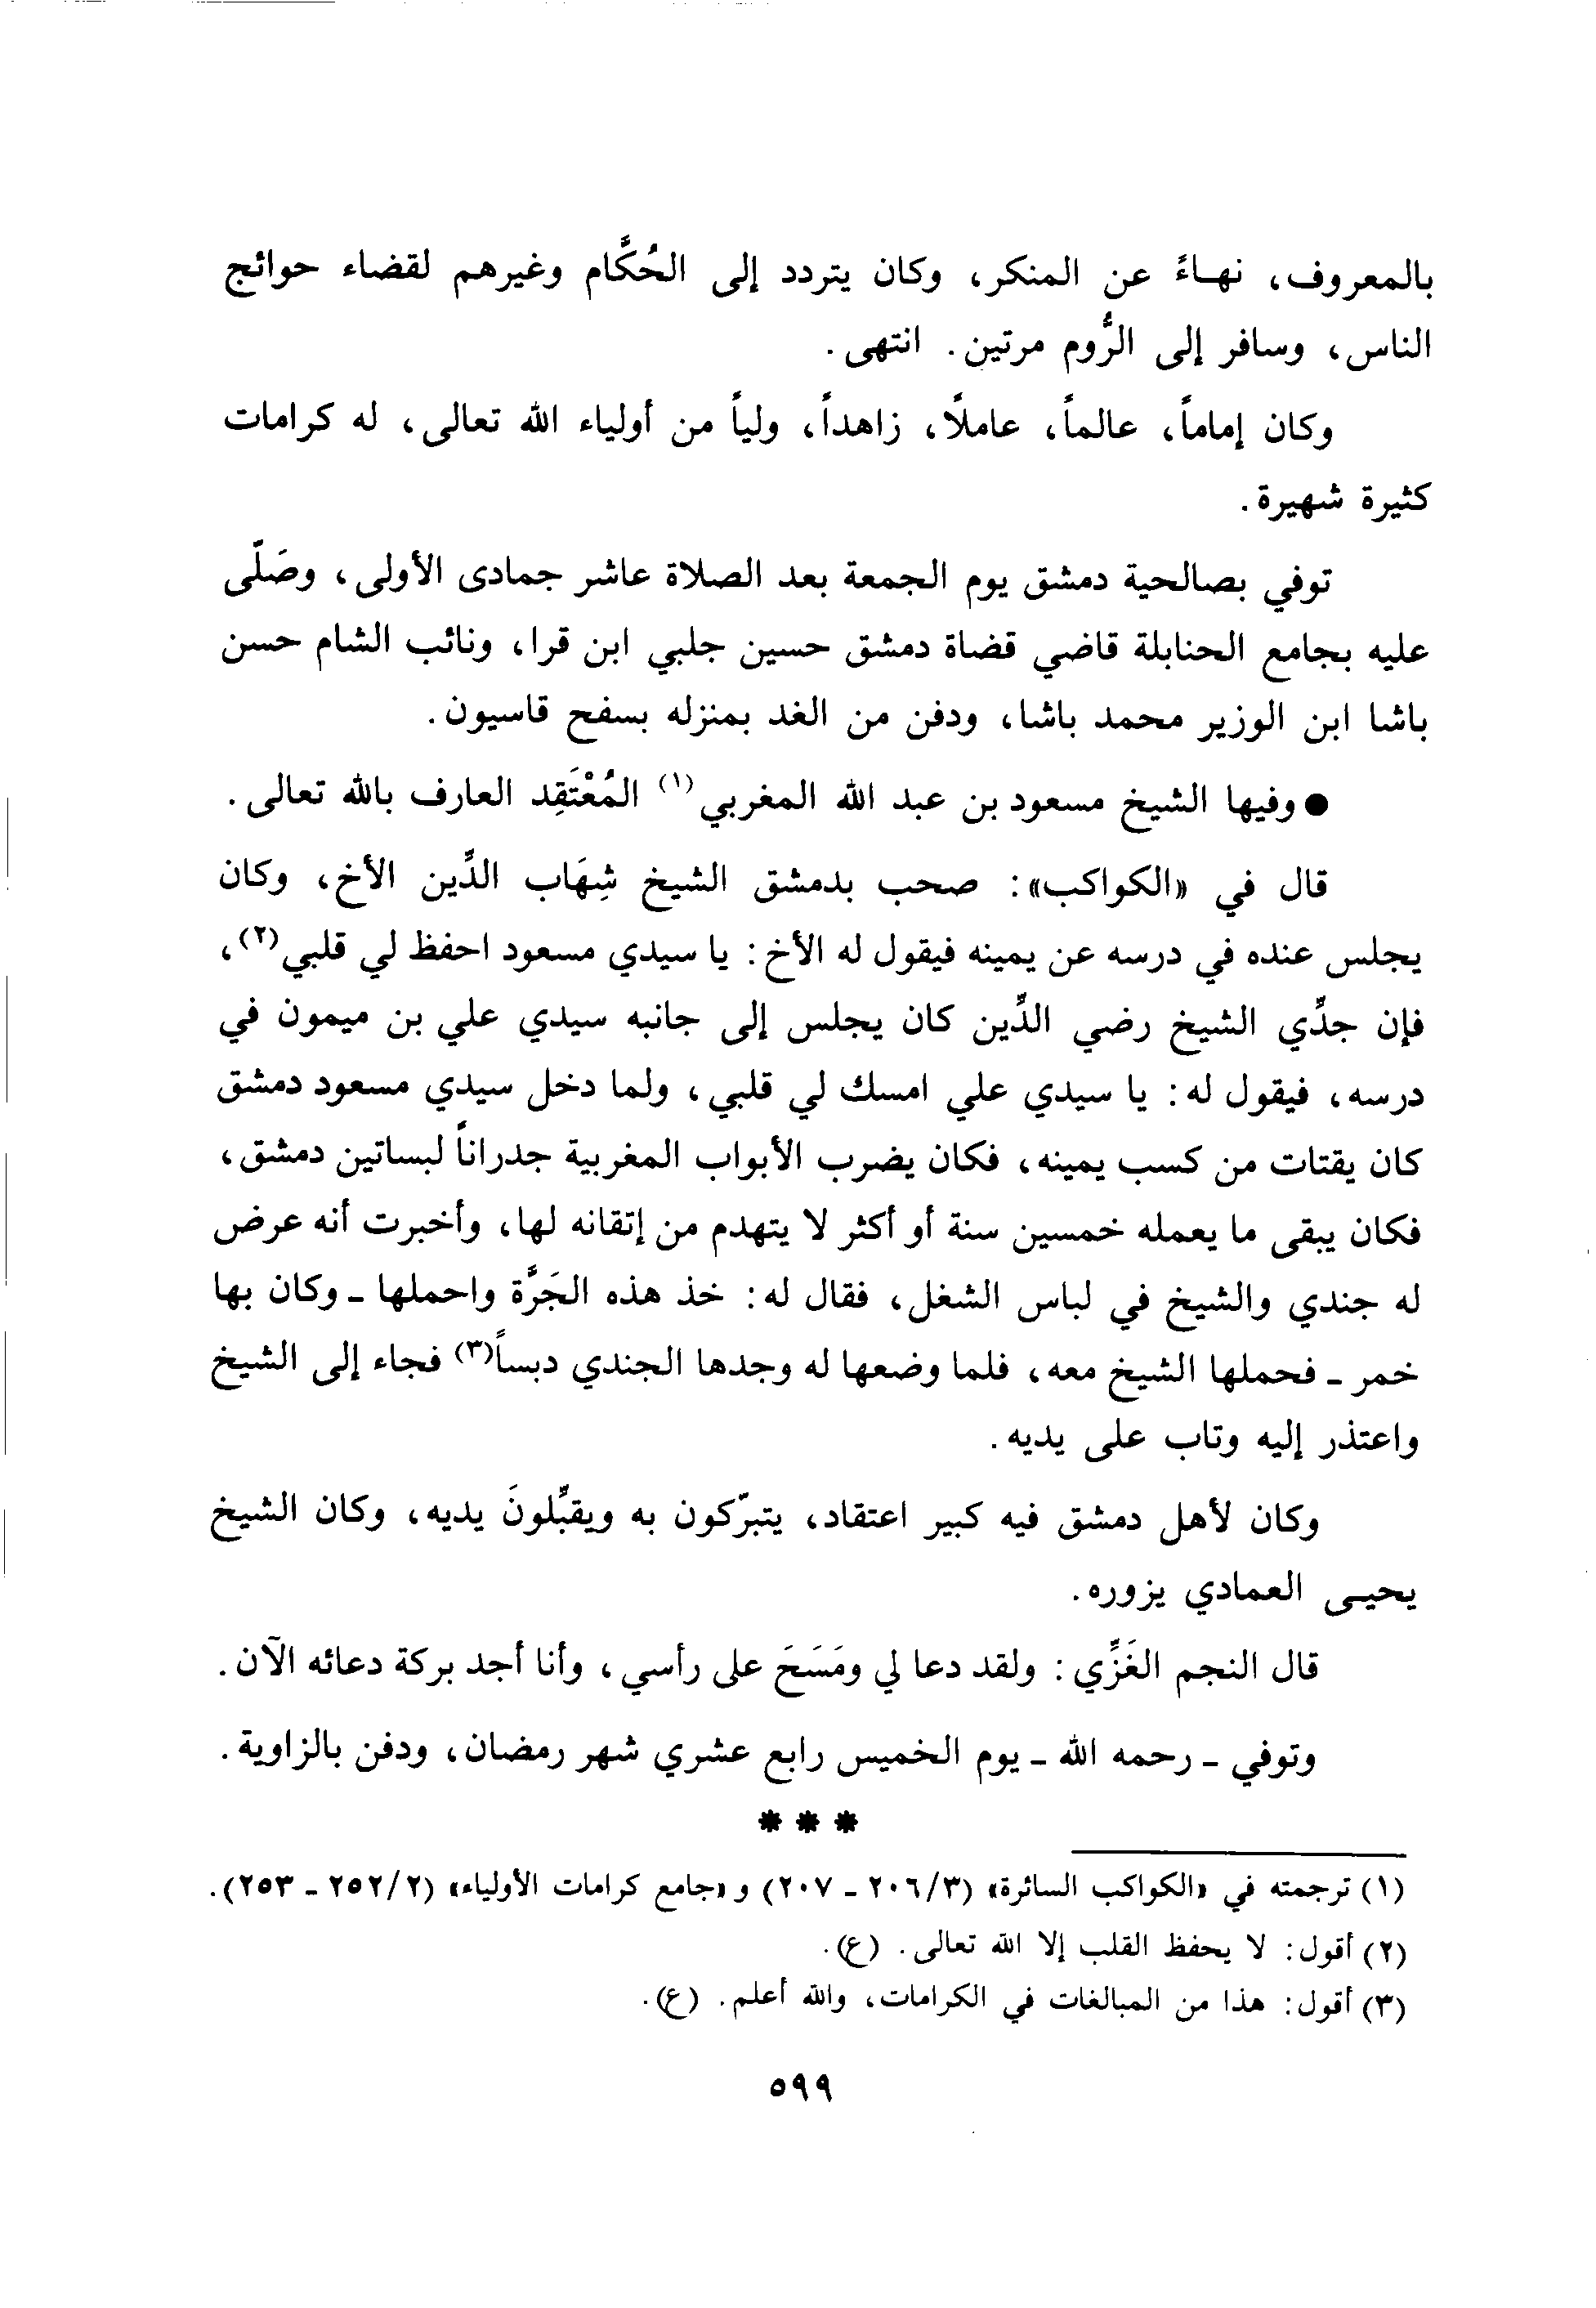 بالمعروف، نهـاءً عن المنكر، وكان يتردد إلى الحُكَّام وغيرهم لقضاء حوائج
الناس، وسافر إلى الرُّوم مرتين. انتهى.
وكان إماماً، عالماً، عاملاً، زاهداً، ولياً من أولياء الله تعالى، له كرامات
كثيرة شهيرة.
توفي بصالحية دمشق يوم الجمعة بعد الصلاة عاشر جمادى الأولى، وصَلّى
عليه بجامع الحنابلة قاضي قضاة دمشق حسين جلبي ابن قرا، ونائب الشام حسن
باشا ابن الوزير محمد باشا، ودفن من الغد بمنزله بسفح قاسيون.
● وفيها الشيخ مسعود بن عبد الله المغربي(١) المُعْتَقِد العارف بالله تعالى.
قال في «الكواكب»: صحب بدمشق الشيخ شِهَاب الدِّين الأخ، وكان
يجلس عنده في درسه عن يمينه فيقول له الأخ: يا سيدي مسعود احفظ لي قلبي(٢)،
فإن جدِّي الشيخ رضي الدِّين كان يجلس إلى جانبه سيدي علي بن ميمون في
درسه، فيقول له: يا سيدي علي امسك لي قلبي، ولما دخل سيدي مسعود دمشق
كان يقتات من كسب يمينه، فكان يضرب الأبواب المغربية جدراناً لبساتين دمشق،
فكان يبقى ما يعمله خمسين سنة أو أكثر لا يتهدم من إتقانه لها، وأخبرت أنه عرض
له جندي والشيخ في لباس الشغل، فقال له: خذ هذه الجَرَّة واحملها ـ وكان بها
خمر ـ فحملها الشيخ معه، فلما وضعها له وجدها الجندي دبساً(٣) فجاء إلى الشيخ
واعتذر إليه وتاب على يديه.
وكان لأهل دمشق فيه كبير اعتقاد، يتبرّكون به ويقبِّلونَ يديه، وكان الشيخ
يحيـى العمادي يزوره.
قال النجم الغَزِّي: ولقد دعا لي ومَسَحَ على رأسي، وأنا أجد بركة دعائه الآن.
وتوفي ـ رحمه الله ـ يوم الخميس رابع عشري شهر رمضان، ودفن بالزاوية.
* * *
(١) ترجمته في «الكواكب السائرة» (٣/٢٠٦ ـ ٢٠٧) و «جامع كرامات الأولياء» (٢/٢٥٢ ـ ٢٥٣).
(٢) أقول: لا يحفظ القلب إلا الله تعالى. (ع).
(٣) أقول: هذا من المبالغات في الكرامات، والله أعلم. (ع).
٥٩٩